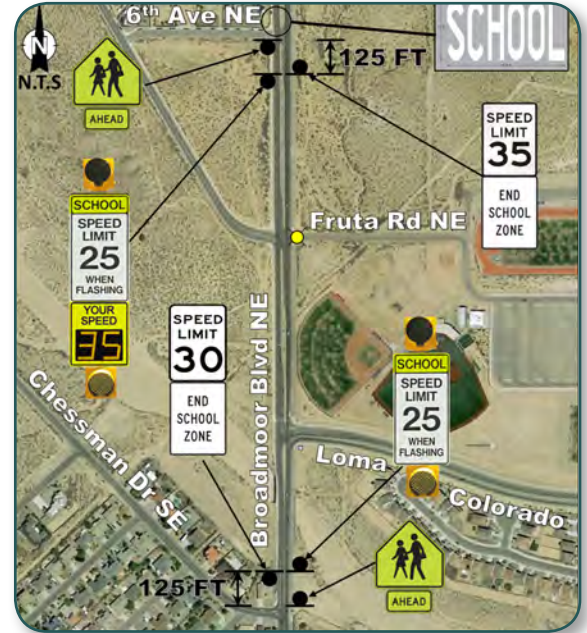 6th Ave NE
SCHOOL
N
N.T.S
125 FT
AHEAD
SPEED
LIMIT
35
END
SCHOOL
ZONE
SCHOOL
SPEED
LIMIT
25
WHEN
FLASHING
YOUR
SPEED
35
Fruta Rd NE
SPEED
LIMIT
30
END
SCHOOL
ZONE
Broadmoor Blvd NE
SCHOOL
SPEED
LIMIT
25
WHEN
FLASHING
Chessman Dr SE
Loma Colorado
125 FT
AHEAD